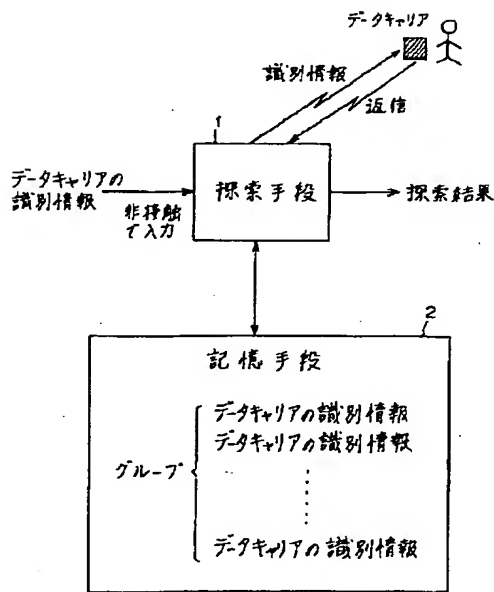 データキャリア
識別情報
返信
1
データキャリアの
識別情報
非接触
で入力
探索手段
探索結果
2
記憶手段
データキャリアの識別情報
データキャリアの識別情報
グループ
データキャリアの識別情報